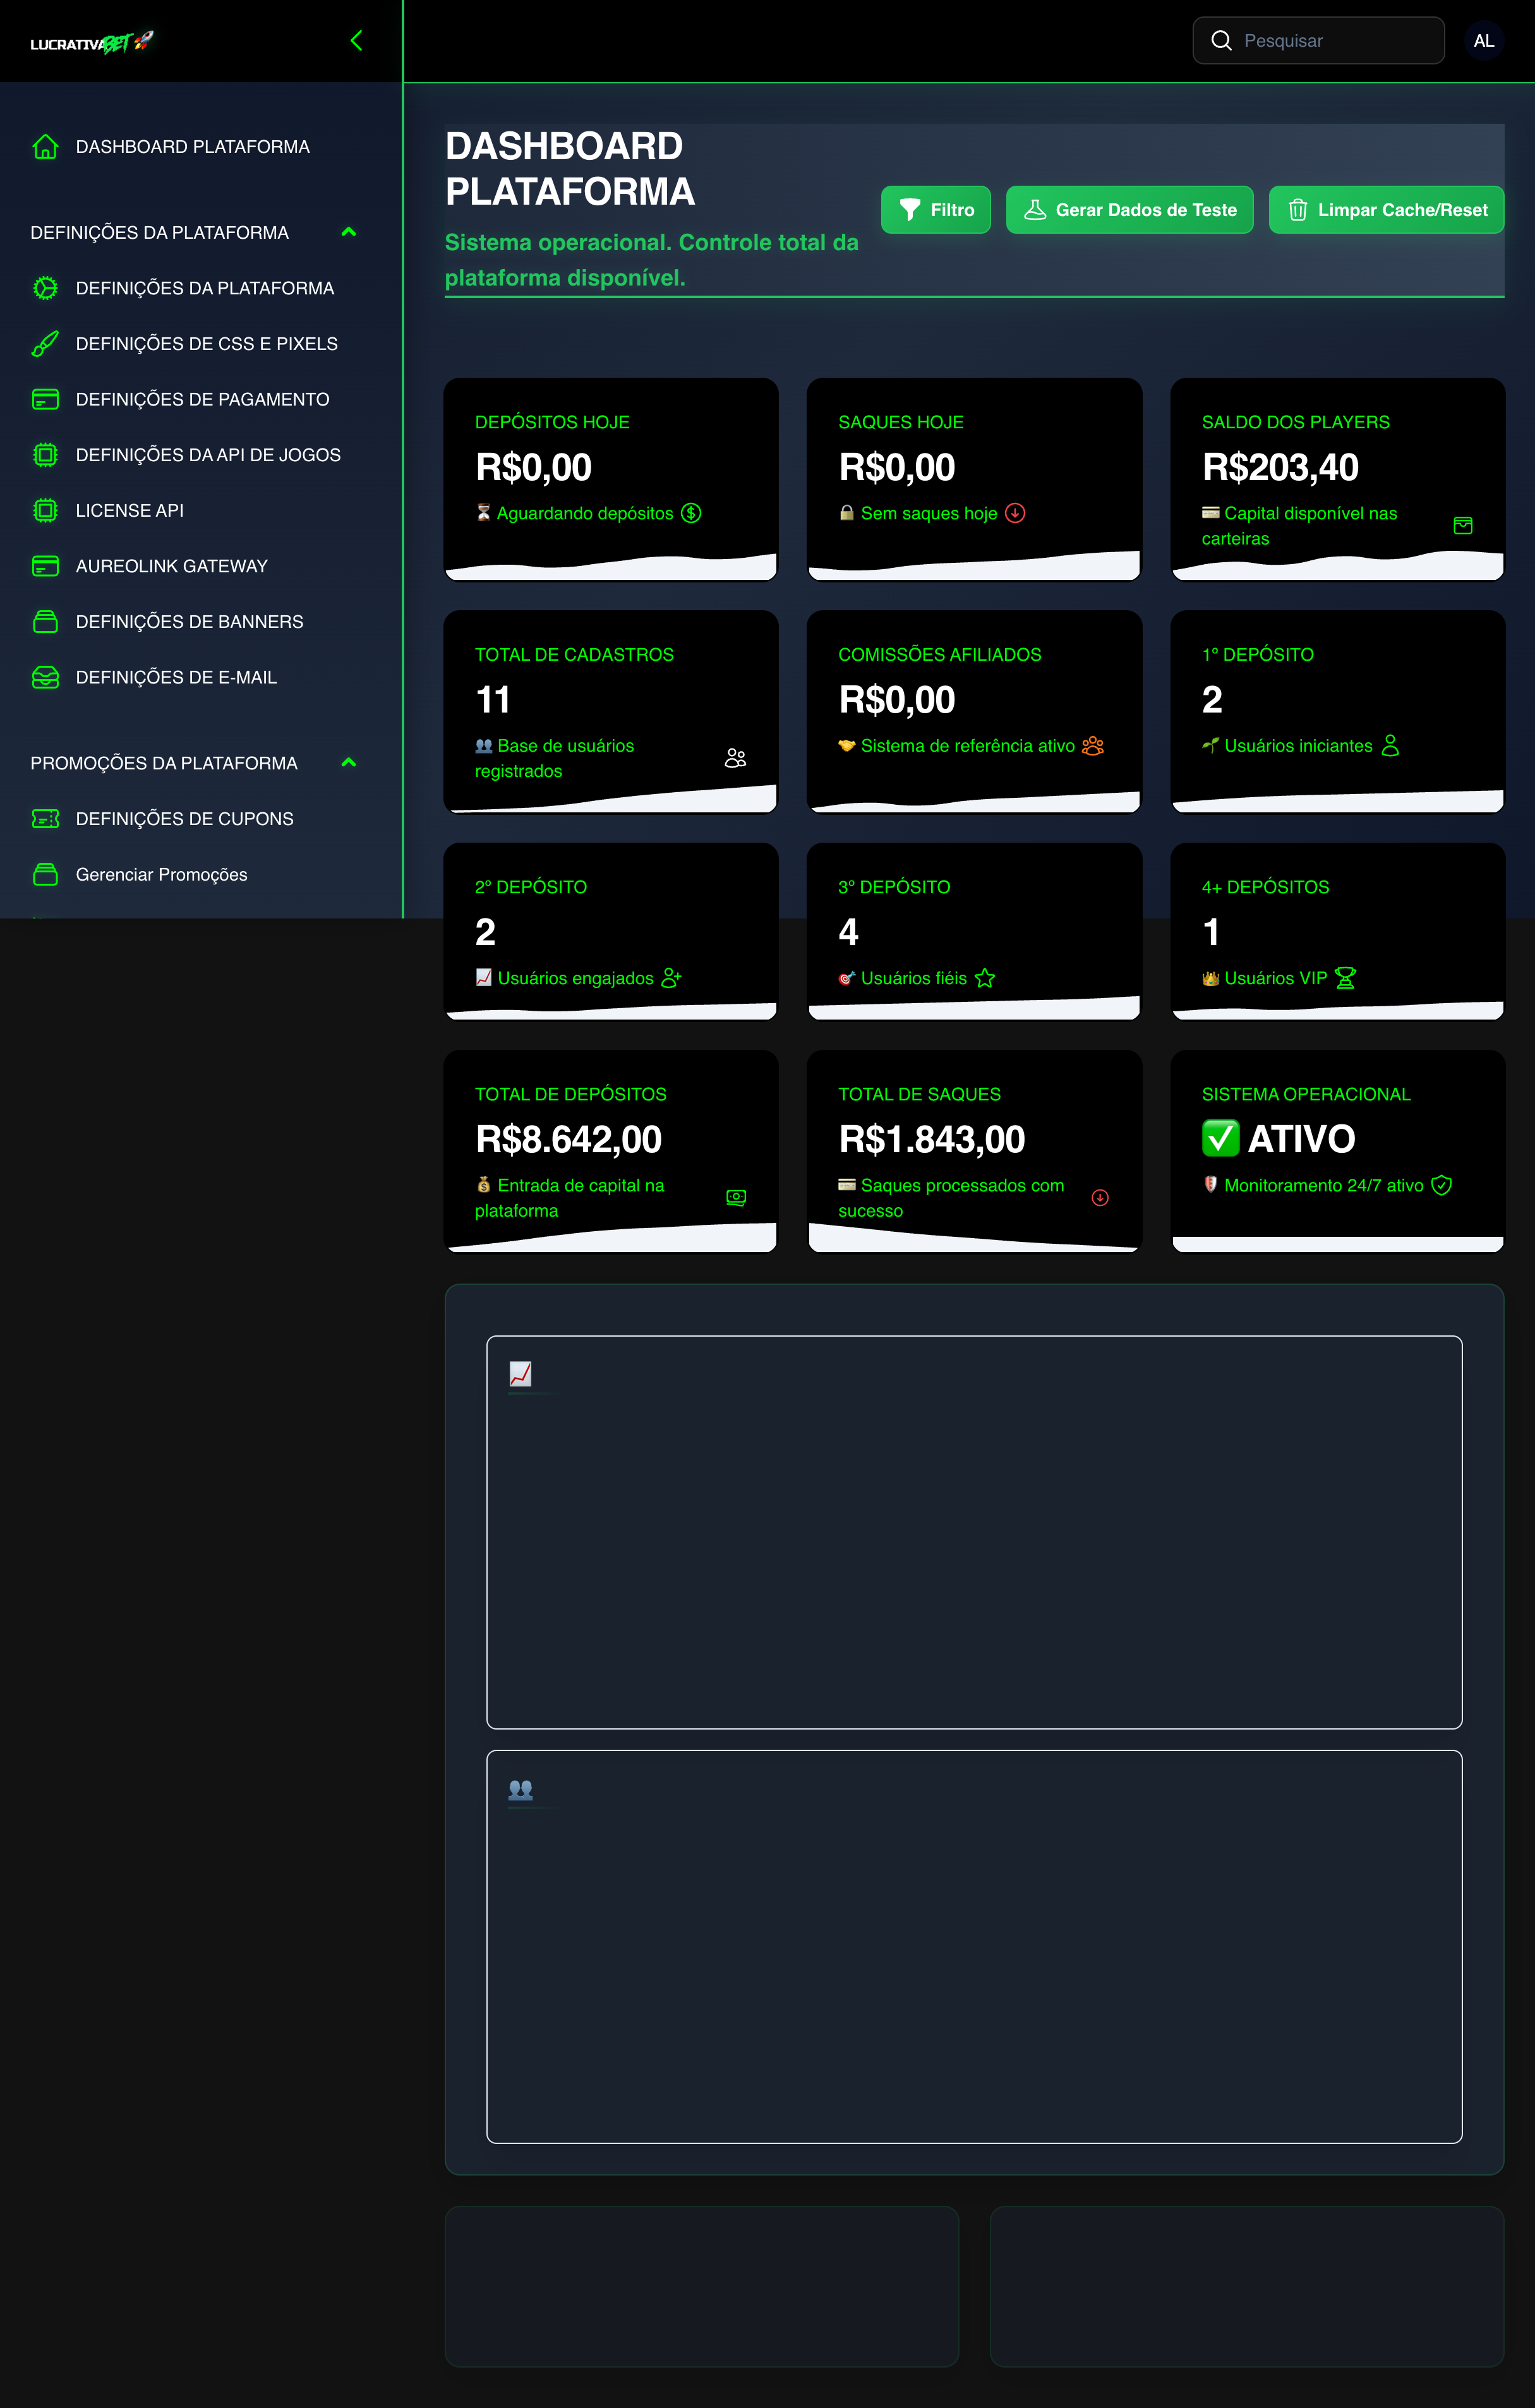 LUCRATIVABET
DASHBOARD PLATAFORMA
DEFINIÇÕES DA PLATAFORMA
DEFINIÇÕES DA PLATAFORMA
DEFINIÇÕES DE CSS E PIXELS
DEFINIÇÕES DE PAGAMENTO
DEFINIÇÕES DA API DE JOGOS
LICENSE API
AUREOLINK GATEWAY
DEFINIÇÕES DE BANNERS
DEFINIÇÕES DE E-MAIL
PROMOÇÕES DA PLATAFORMA
DEFINIÇÕES DE CUPONS
Gerenciar Promoções
Pesquisar
AL
DASHBOARD
PLATAFORMA
Sistema operacional. Controle total da
plataforma disponível.
Filtro
Gerar Dados de Teste
Limpar Cache/Reset
DEPÓSITOS HOJE
R$0,00
Aguardando depósitos
SAQUES HOJE
R$0,00
Sem saques hoje
SALDO DOS PLAYERS
R$203,40
Capital disponível nas
carteiras
TOTAL DE CADASTROS
11
Base de usuários
registrados
COMISSÕES AFILIADOS
R$0,00
Sistema de referência ativo
1º DEPÓSITO
2
Usuários iniciantes
2º DEPÓSITO
2
Usuários engajados
3º DEPÓSITO
4
Usuários fiéis
4+ DEPÓSITOS
1
Usuários VIP
TOTAL DE DEPÓSITOS
R$8.642,00
Entrada de capital na
plataforma
TOTAL DE SAQUES
R$1.843,00
Saques processados com
sucesso
SISTEMA OPERACIONAL
✅ ATIVO
Monitoramento 24/7 ativo